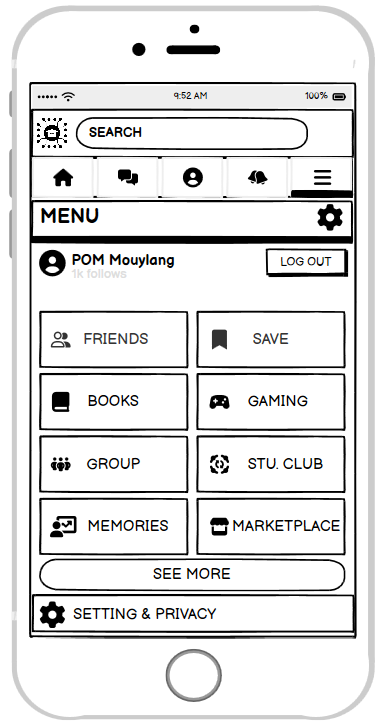 9:52 AM
100%
SEARCH
MENU
POM Mouylang
1k follows
LOG OUT
FRIENDS
SAVE
BOOKS
GAMING
GROUP
STU. CLUB
MEMORIES
MARKETPLACE
SEE MORE
SETTING & PRIVACY